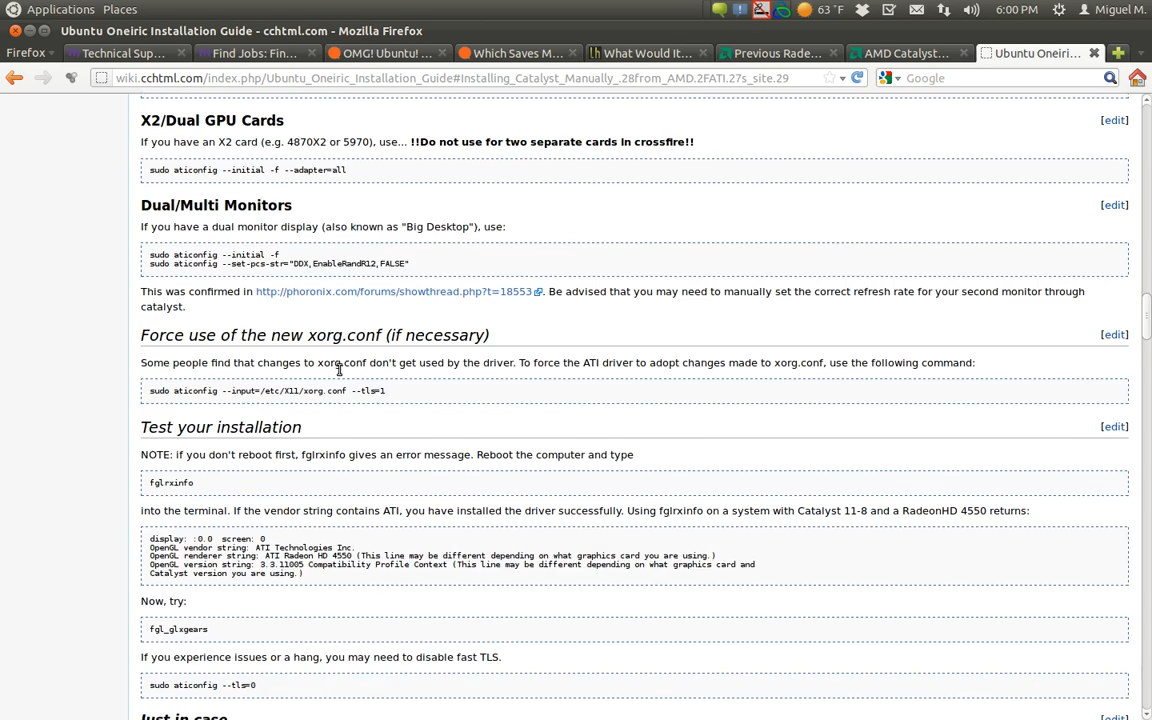 Applications Places 63 °F 6:00 PM Miguel M.
Ubuntu Oneiric Installation Guide - cchtml.com - Mozilla Firefox
Firefox Technical Sup... Find Jobs: Fin... OMG! Ubuntu! ... Which Saves M... What Would It... Previous Rade... AMD Catalyst... Ubuntu Oneiri...
wiki.cchtml.com/index.php/Ubuntu_Oneiric_Installation_Guide#Installing_Catalyst_Manually_.28from_AMD.2FATI.27s_site.29 Google
X2/Dual GPU Cards [edit]
If you have an X2 card (e.g. 4870X2 or 5970), use... !!Do not use for two separate cards in crossfire!!
sudo aticonfig --initial -f --adapter=all
Dual/Multi Monitors [edit]
If you have a dual monitor display (also known as "Big Desktop"), use:
sudo aticonfig --initial -f
sudo aticonfig --set-pcs-str="DDX,EnableRandR12,FALSE"
This was confirmed in http://phoronix.com/forums/showthread.php?t=18553. Be advised that you may need to manually set the correct refresh rate for your second monitor through
catalyst.
Force use of the new xorg.conf (if necessary) [edit]
Some people find that changes to xorg.conf don't get used by the driver. To force the ATI driver to adopt changes made to xorg.conf, use the following command:
sudo aticonfig --input=/etc/X11/xorg.conf --tls=1
Test your installation [edit]
NOTE: if you don't reboot first, fglrxinfo gives an error message. Reboot the computer and type
fglrxinfo
into the terminal. If the vendor string contains ATI, you have installed the driver successfully. Using fglrxinfo on a system with Catalyst 11-8 and a RadeonHD 4550 returns:
display: :0.0 screen: 0
OpenGL vendor string: ATI Technologies Inc.
OpenGL renderer string: ATI Radeon HD 4550 (This line may be different depending on what graphics card you are using.)
OpenGL version string: 3.3.11005 Compatibility Profile Context (This line may be different depending on what graphics card and
Catalyst version you are using.)
Now, try:
fgl_glxgears
If you experience issues or a hang, you may need to disable fast TLS.
sudo aticonfig --tls=0
Just in case [edit]